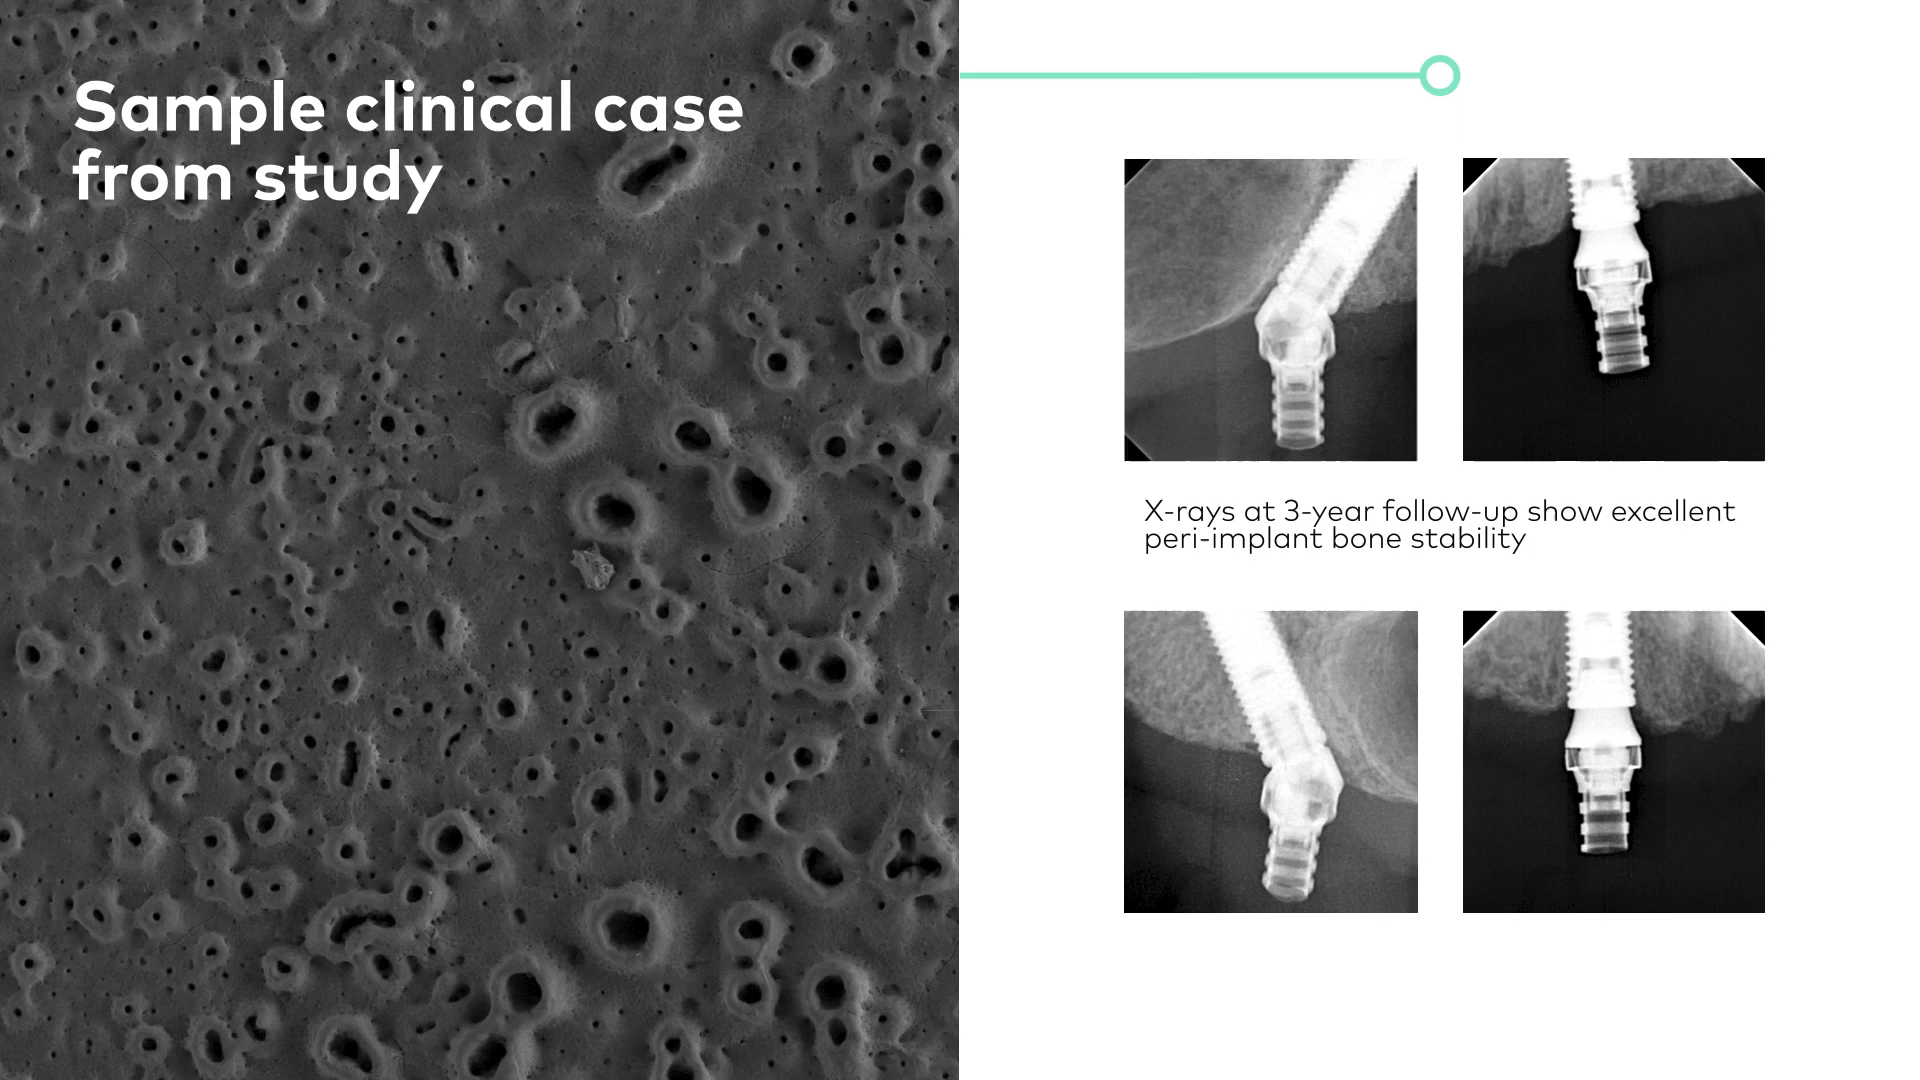 Sample clinical case
from study
X-rays at 3-year follow-up show excellent
peri-implant bone stability